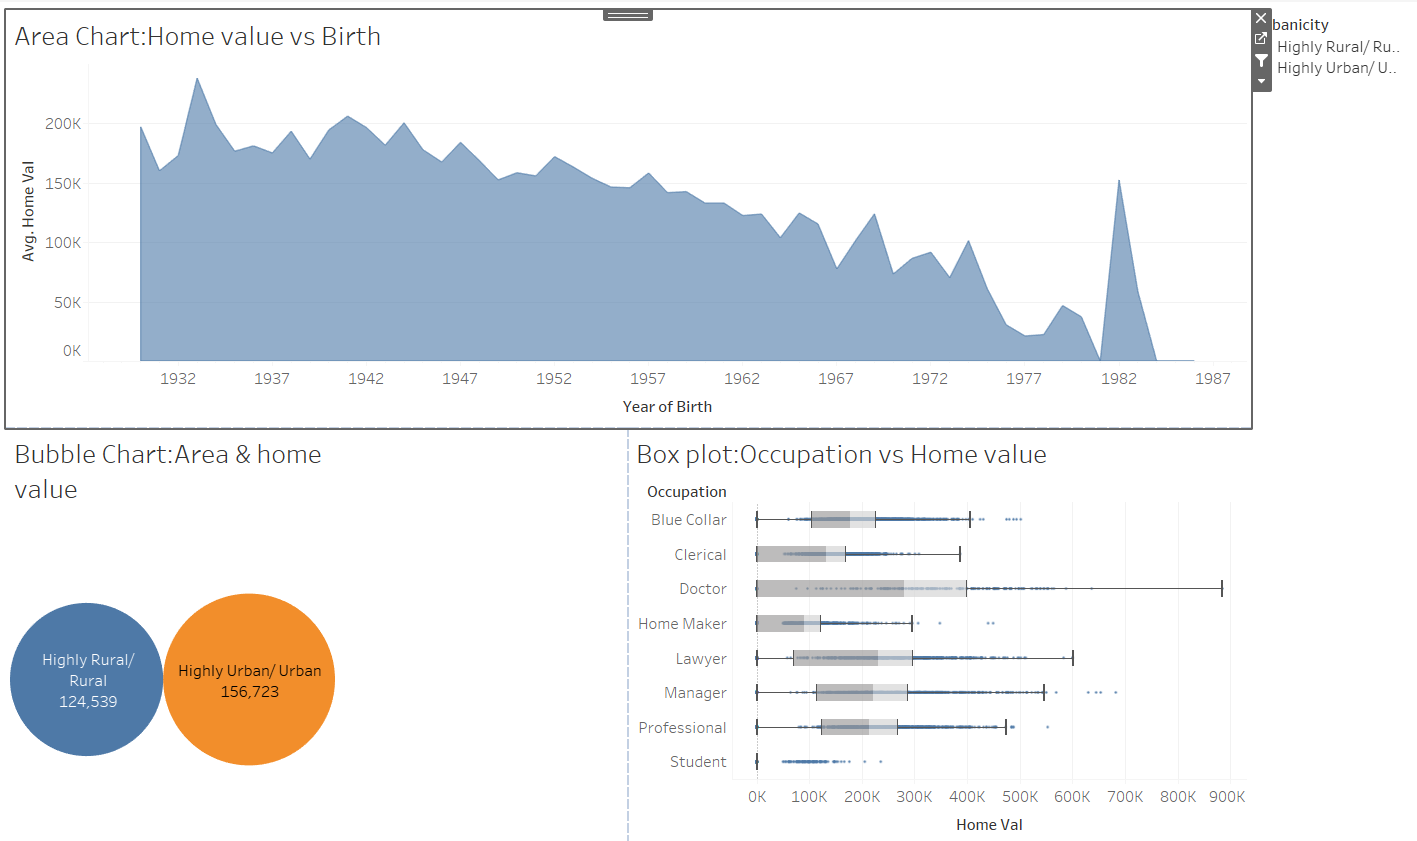 Area Chart:Home value vs Birth
banicity
Highly Rural/ Ru..
Highly Urban/ U..
Avg. Home Val
200K
150K
100K
50K
0K
1932 1937 1942 1947 1952 1957 1962 1967 1972 1977 1982 1987
Year of Birth
Bubble Chart:Area & home
value
Highly Rural/
Rural
124,539
Highly Urban/ Urban
156,723
Box plot:Occupation vs Home value
Occupation
Blue Collar
Clerical
Doctor
Home Maker
Lawyer
Manager
Professional
Student
0K 100K 200K 300K 400K 500K 600K 700K 800K 900K
Home Val